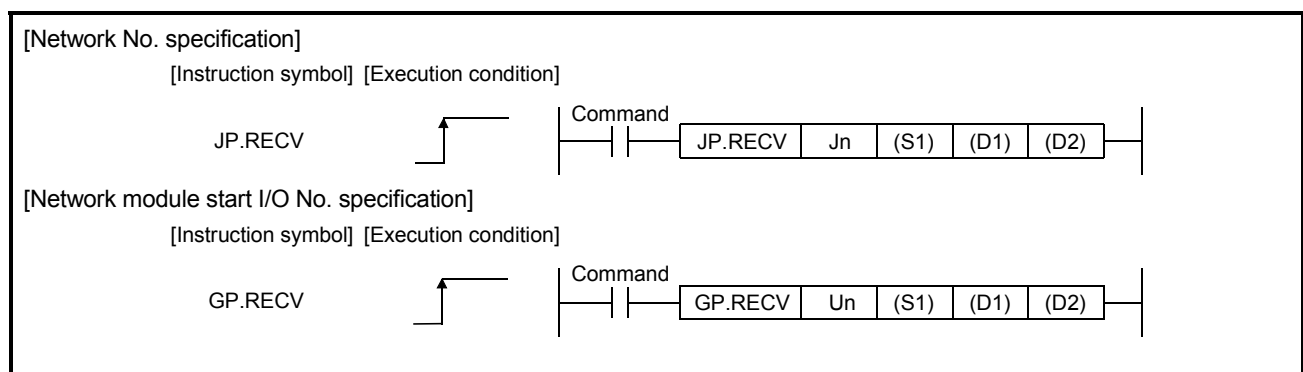 [Network No. specification]
[Instruction symbol] [Execution condition]
Command
JP.RECV JP.RECV Jn (S1) (D1) (D2)
[Network module start I/O No. specification]
[Instruction symbol] [Execution condition]
Command
GP.RECV GP.RECV Un (S1) (D1) (D2)